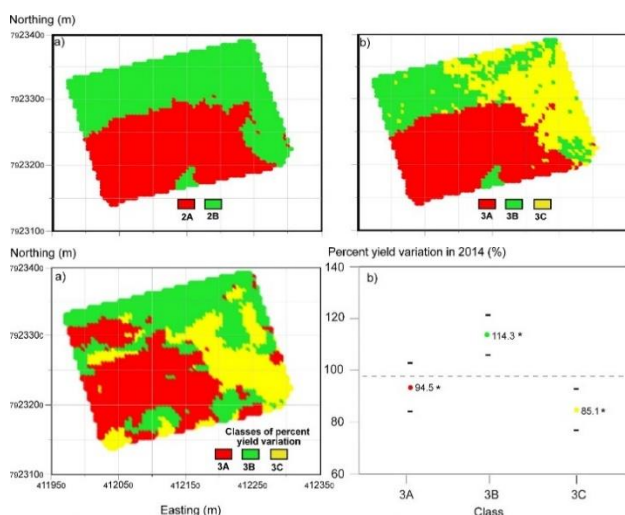 Northing (m)
7923400
a)
b)
7923300
7923200
7923100
2A 2B
3A 3B 3C
Northing (m)
7923400
a)
7923300
7923200
7923100
Classes of percent
yield variation
3A 3B 3C
411950 412050 412150 412250 412350
Easting (m)
Percent yield variation in 2014 (%)
140
b)
120
100
80
60
114.3 *
94.5 *
85.1 *
3A 3B 3C
Class